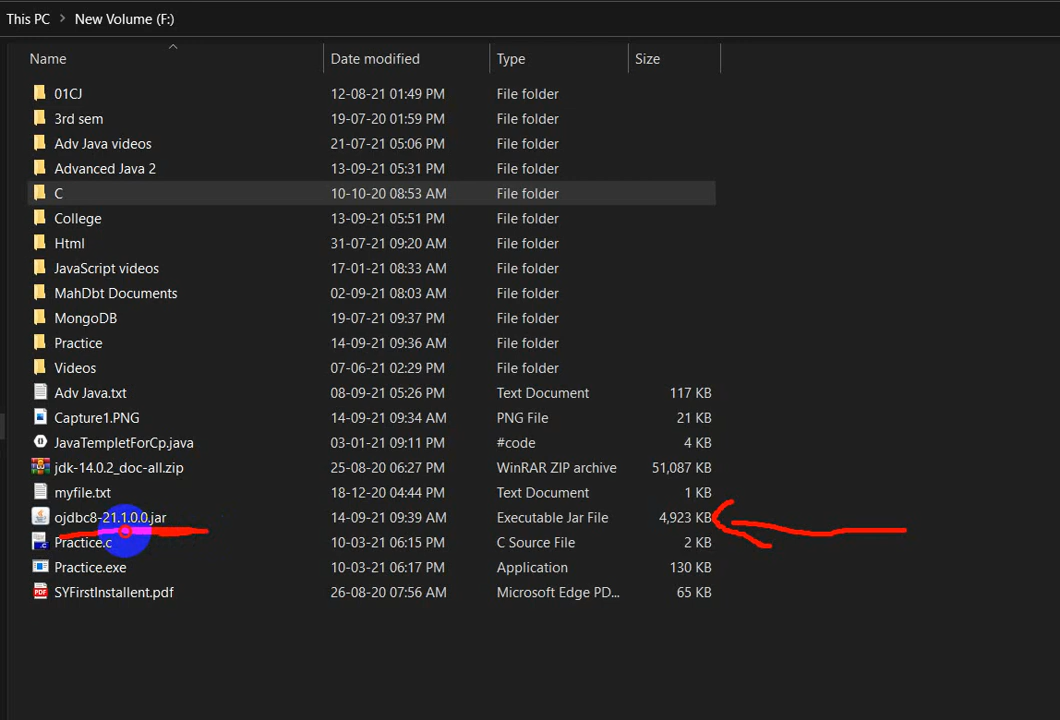 This PC > New Volume (F:)
Name Date modified Type Size
01CJ 12-08-21 01:49 PM File folder
3rd sem 19-07-20 01:59 PM File folder
Adv Java videos 21-07-21 05:06 PM File folder
Advanced Java 2 13-09-21 05:31 PM File folder
C 10-10-20 08:53 AM File folder
College 13-09-21 05:51 PM File folder
Html 31-07-21 09:20 AM File folder
JavaScript videos 17-01-21 08:33 AM File folder
MahDbt Documents 02-09-21 08:03 AM File folder
MongoDB 19-07-21 09:37 PM File folder
Practice 14-09-21 09:36 AM File folder
Videos 07-06-21 02:29 PM File folder
Adv Java.txt 08-09-21 05:26 PM Text Document 117 KB
Capture1.PNG 14-09-21 09:34 AM PNG File 21 KB
JavaTempletForCp.java 03-01-21 09:11 PM #code 4 KB
jdk-14.0.2_doc-all.zip 25-08-20 06:27 PM WinRAR ZIP archive 51,087 KB
myfile.txt 18-12-20 04:44 PM Text Document 1 KB
ojdbc8-21.1.0.0.jar 14-09-21 09:39 AM Executable Jar File 4,923 KB
Practice.c 10-03-21 06:15 PM C Source File 2 KB
Practice.exe 10-03-21 06:17 PM Application 130 KB
SYFirstInstallent.pdf 26-08-20 07:56 AM Microsoft Edge PD... 65 KB